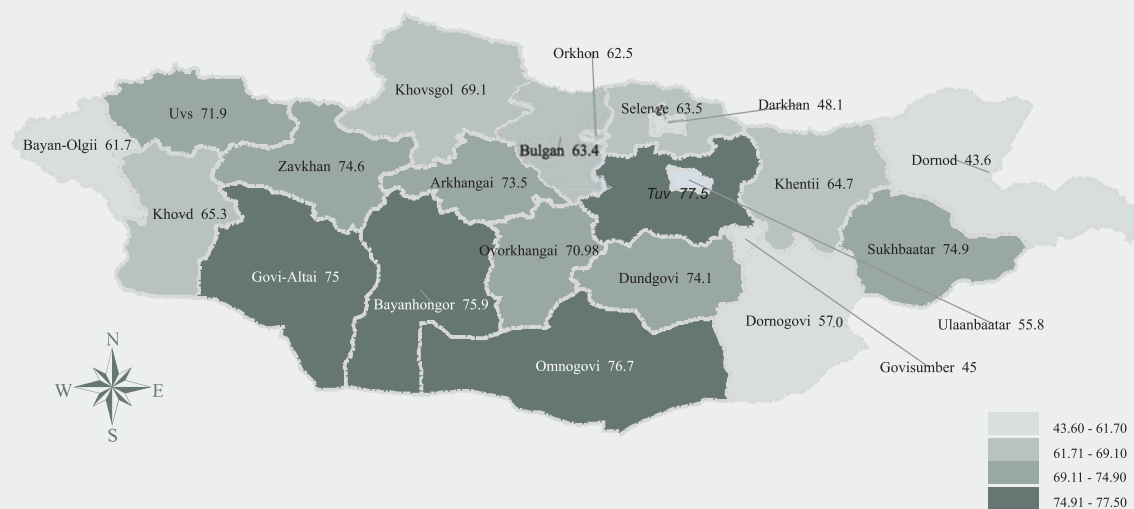 Orkhon 62.5
Khovsgol 69.1
Uvs 71.9
Selenge 63.5
Darkhan 48.1
Bayan-Olgii 61.7
Bulgan 63.4
Zavkhan 74.6
Dornod 43.6
Arkhangai 73.5
Tuv 77.5
Khentii 64.7
Khovd 65.3
Ovorkhangai 70.98
Sukhbaatar 74.9
Govi-Altai 75
Dundgovi 74.1
Bayanhongor 75.9
Dornogovi 57.0
Ulaanbaatar 55.8
Omnogovi 76.7
Govisumber 45
N
W E
S
43.60 - 61.70
61.71 - 69.10
69.11 - 74.90
74.91 - 77.50